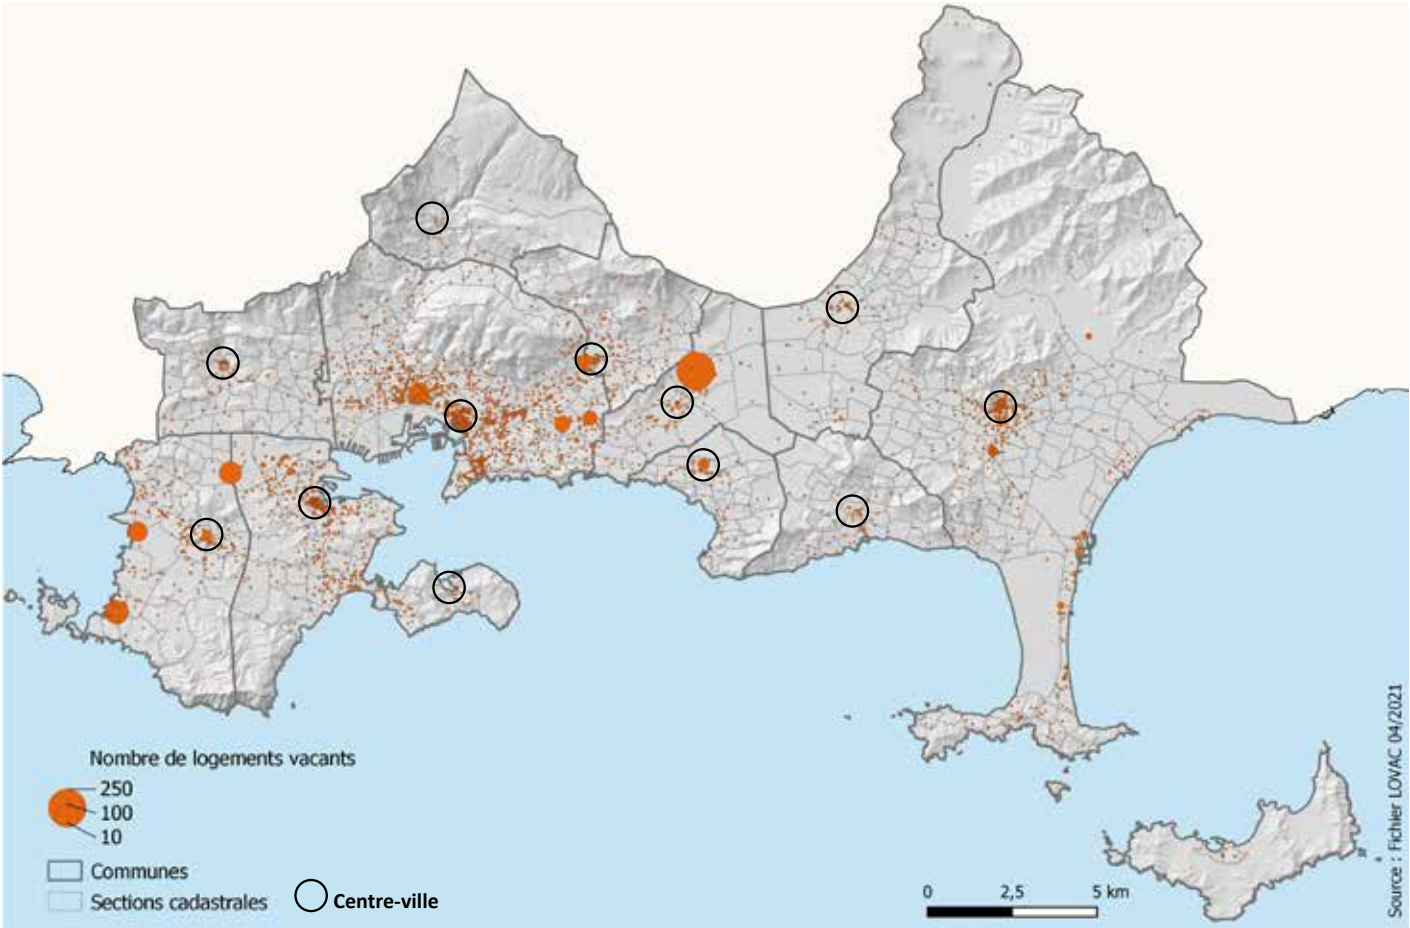 Nombre de logements vacants
250
100
10
Communes
Sections cadastrales
Centre-ville
0 2,5 5 km
Source : Fichier LOVAC 04/2021